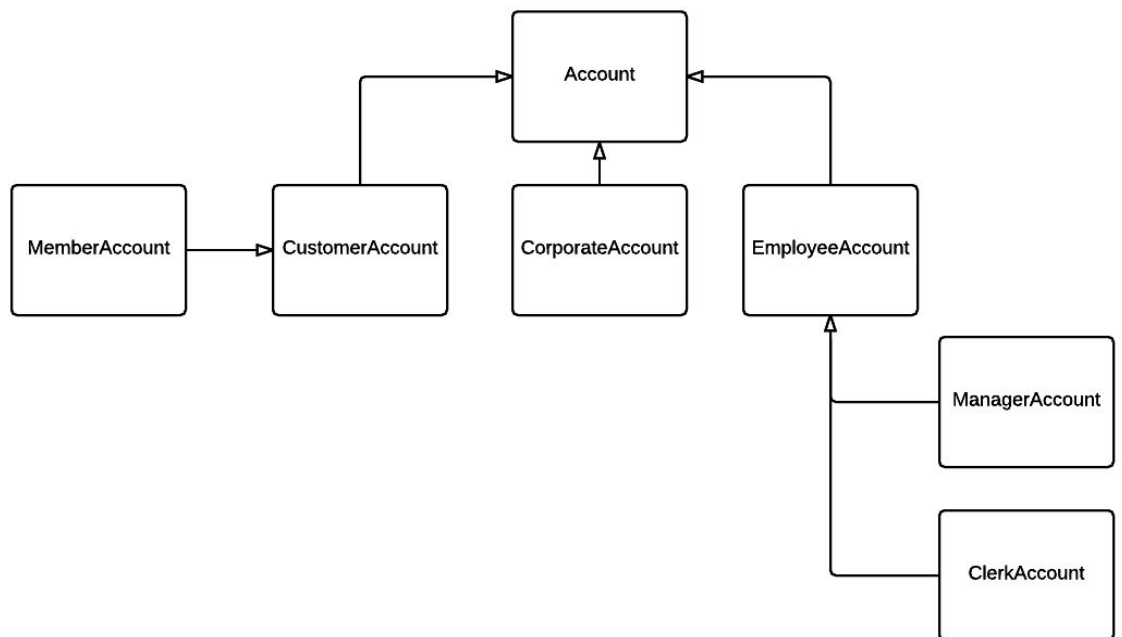 Account
MemberAccount
CustomerAccount
CorporateAccount
EmployeeAccount
ManagerAccount
ClerkAccount